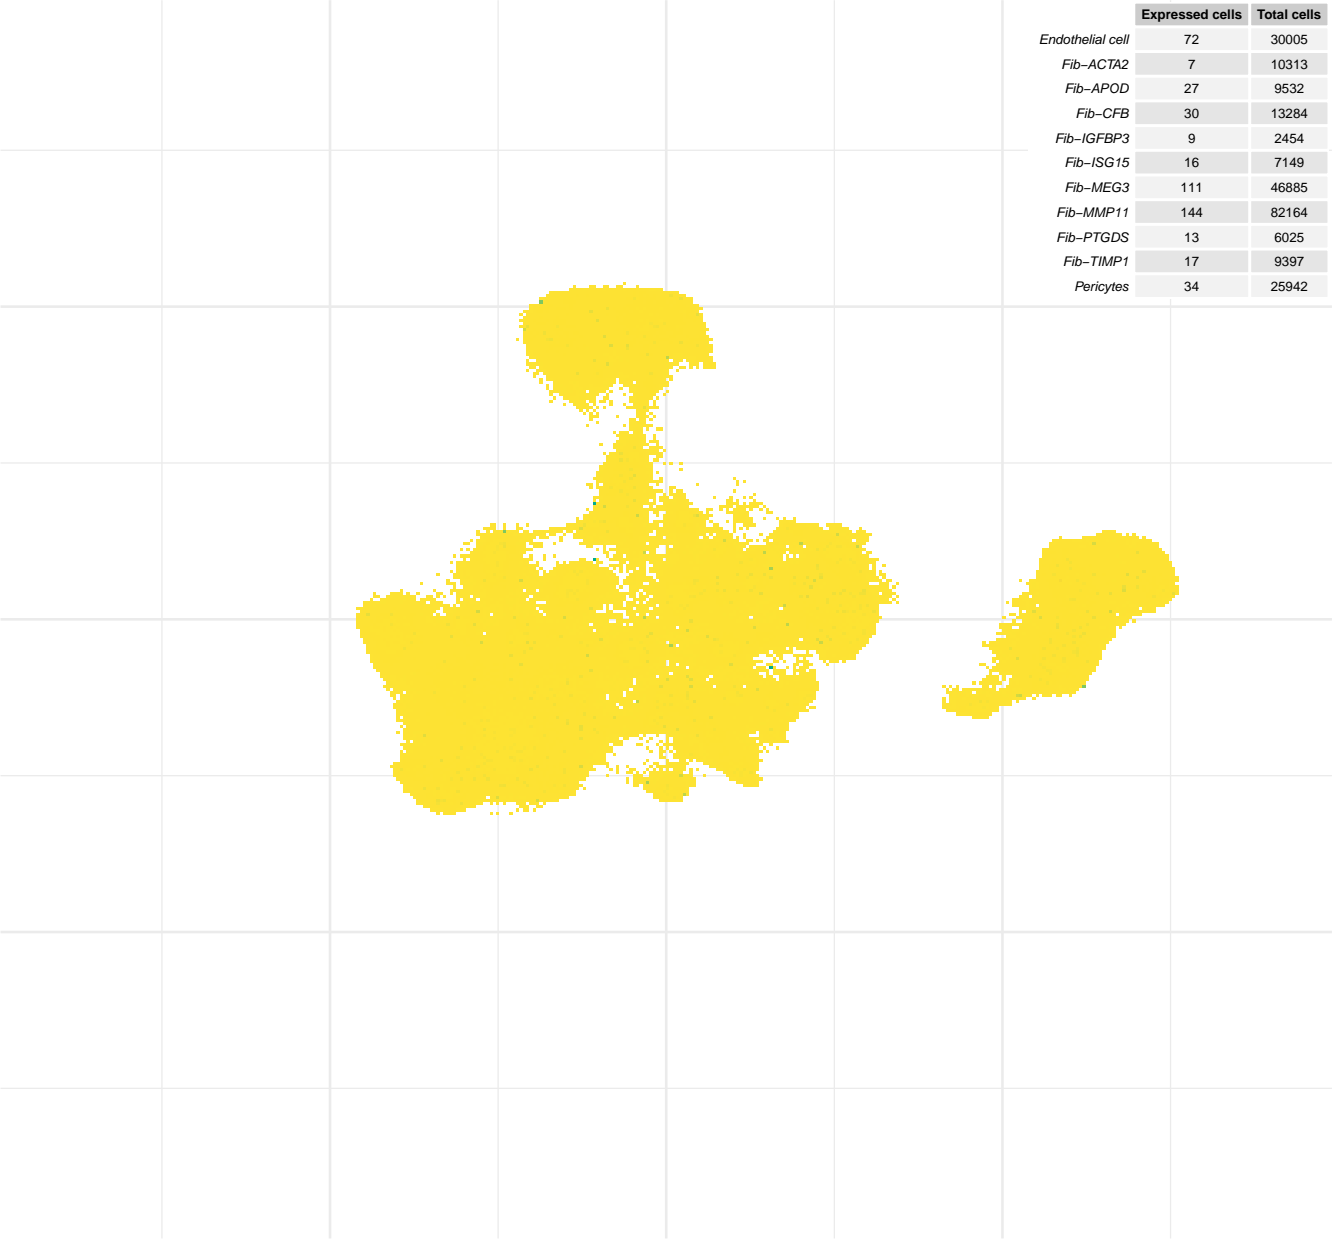 Expressed cells Total cells
Endothelial cell 72 30005
Fib−ACTA2 7 10313
Fib−APOD 27 9532
Fib−CFB 30 13284
Fib−IGFBP3 9 2454
Fib−ISG15 16 7149
Fib−MEG3 111 46885
Fib−MMP11 144 82164
Fib−PTGDS 13 6025
Fib−TIMP1 17 9397
Pericytes 34 25942